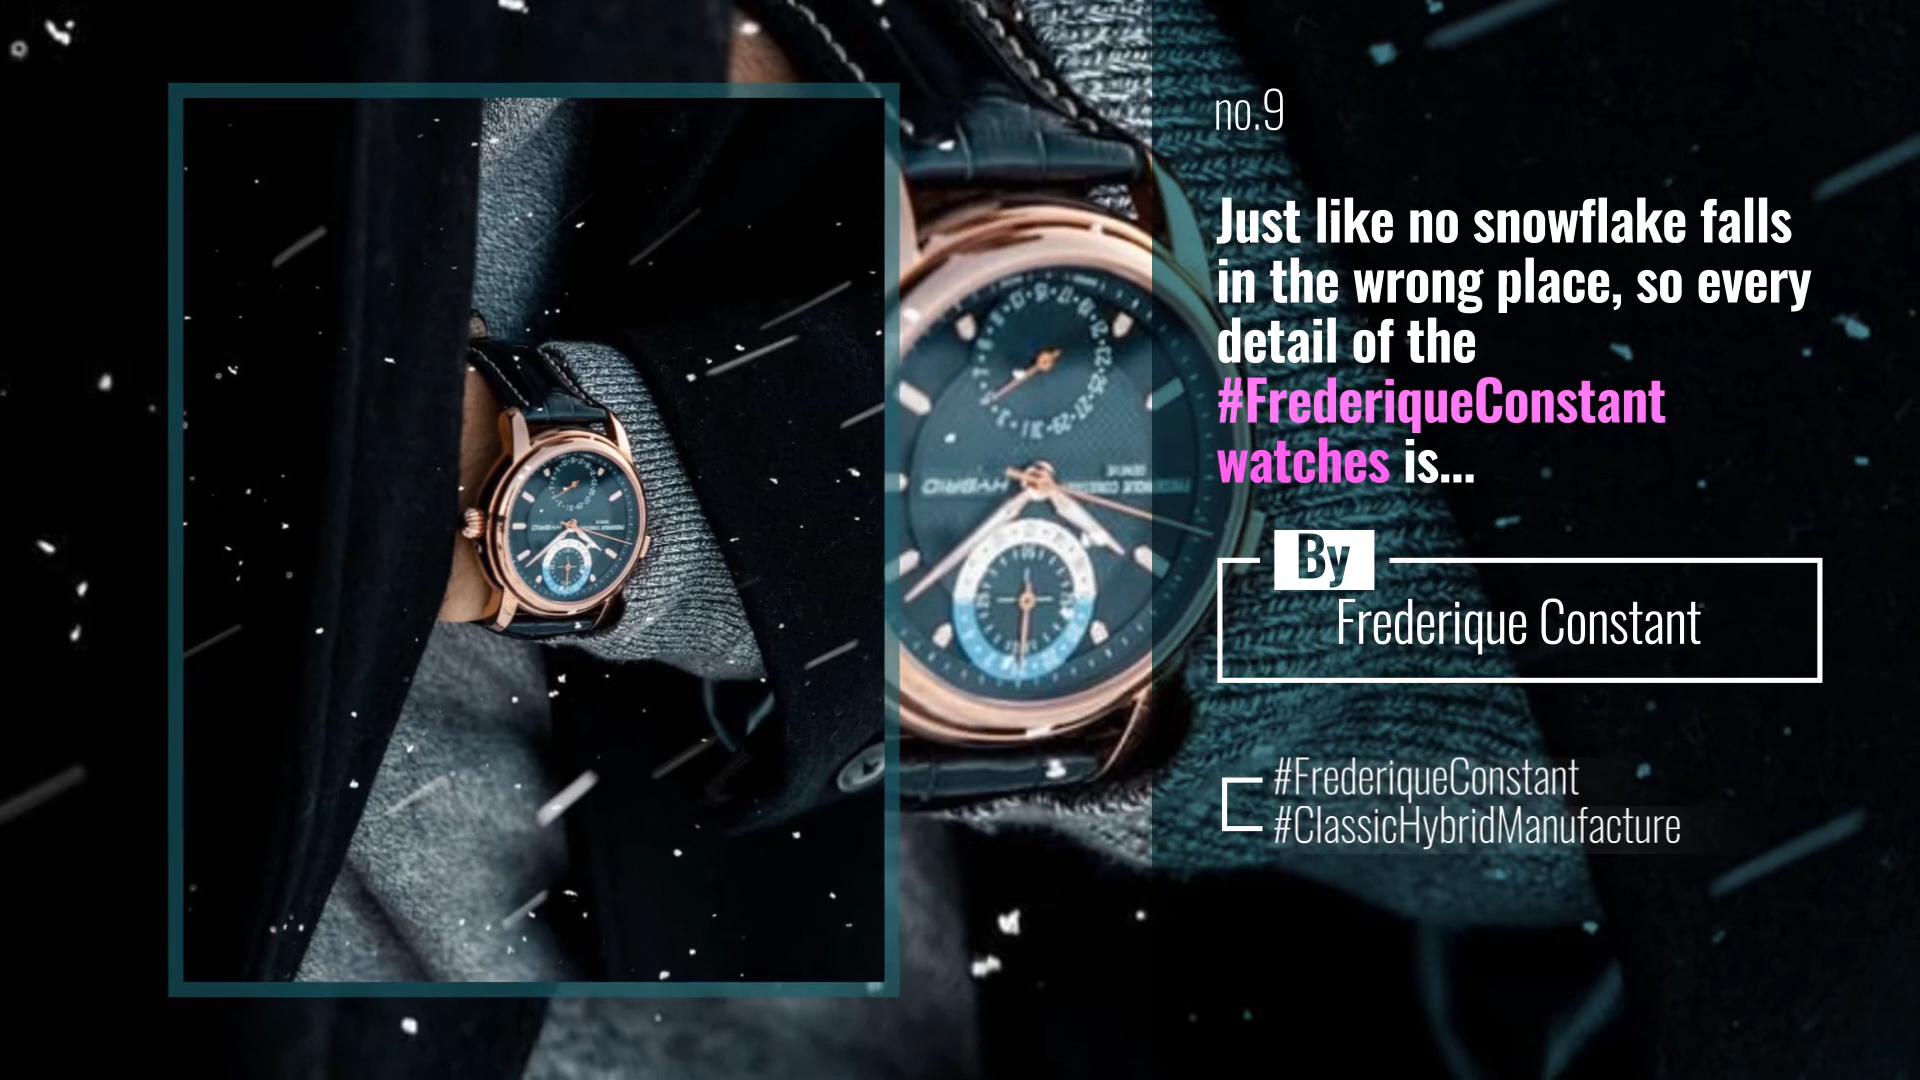 no.9
Just like no snowflake falls
in the wrong place, so every
detail of the
#FrederiqueConstant
watches is...
By
Frederique Constant
#FrederiqueConstant
#ClassicHybridManufacture
HYBRID